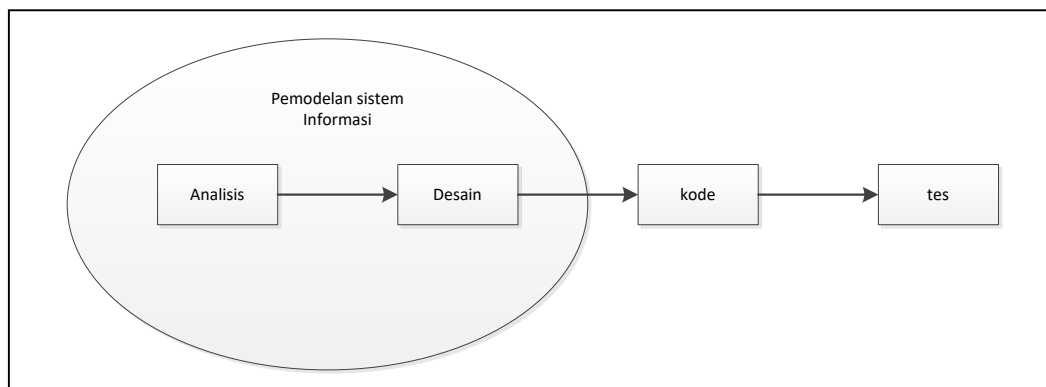 Pemodelan sistem
Informasi
Analisis
Desain
kode
tes